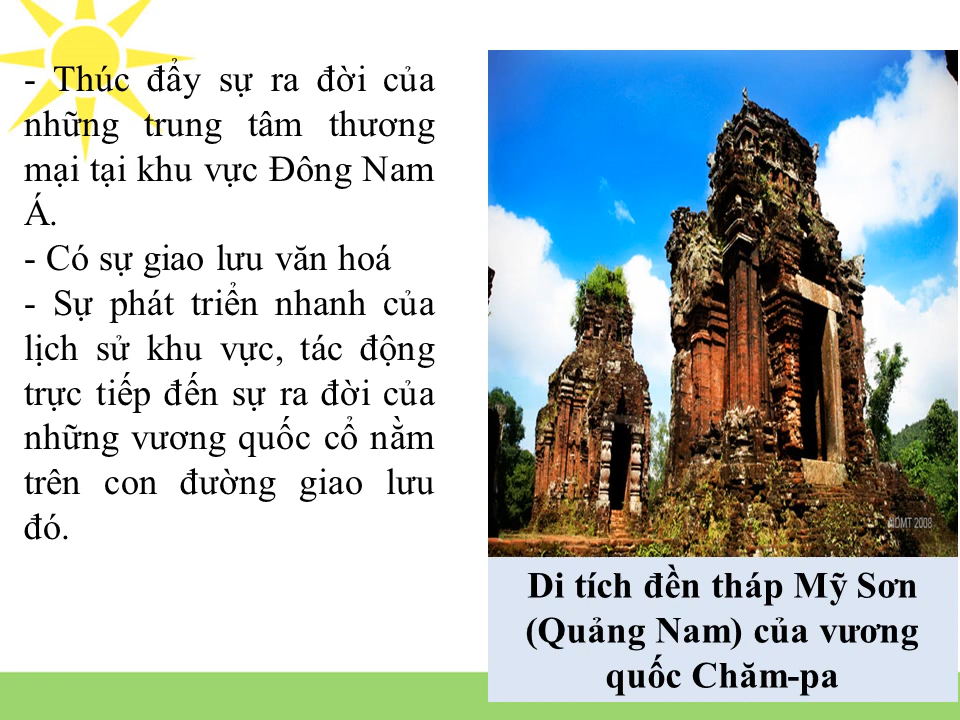 - Thúc đẩy sự ra đời của
những trung tâm thương
mại tại khu vực Đông Nam
Á.
- Có sự giao lưu văn hoá
- Sự phát triển nhanh của
lịch sử khu vực, tác động
trực tiếp đến sự ra đời của
những vương quốc cổ nằm
trên con đường giao lưu
đó.
2008
Di tích đền tháp Mỹ Sơn
(Quảng Nam) của vương
quốc Chăm-pa